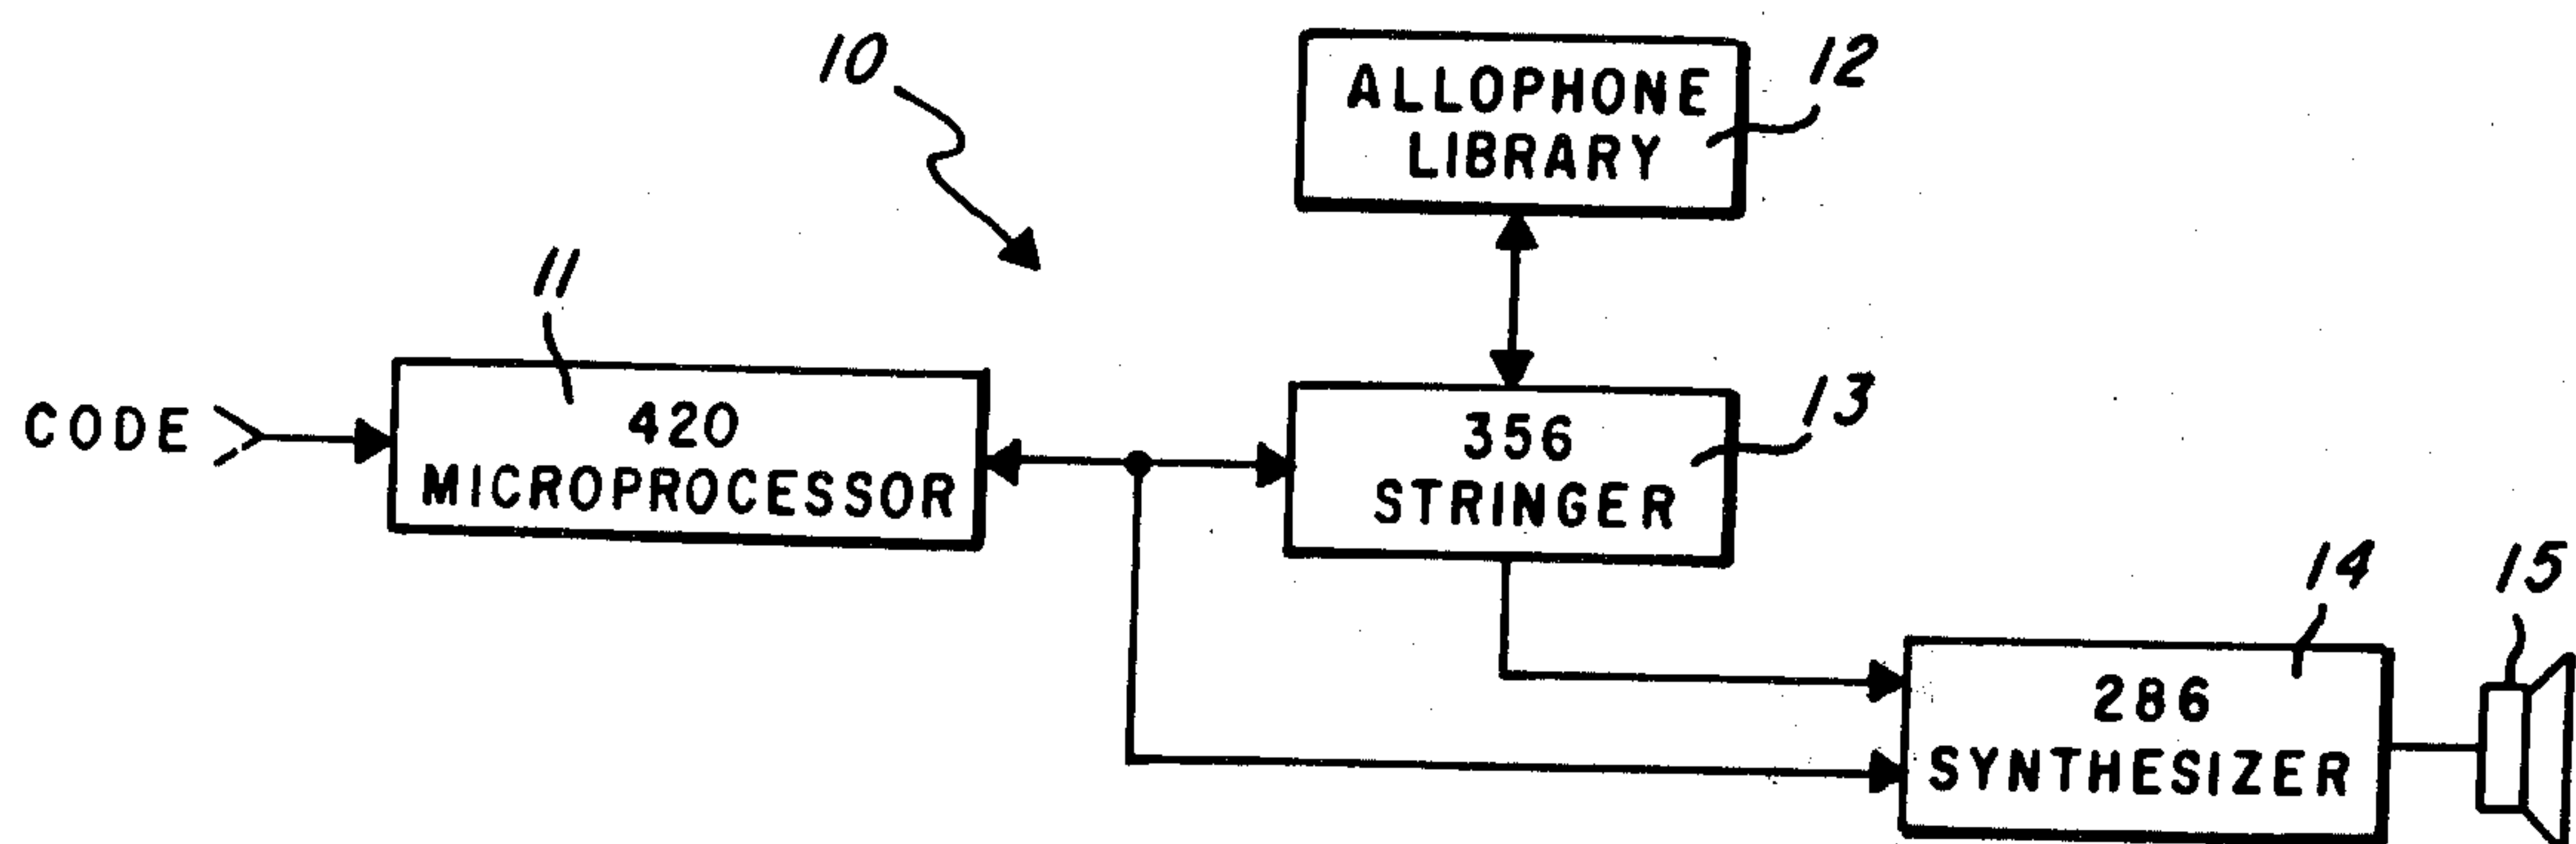 10
ALLOPHONE
LIBRARY
12
11
CODE
420
MICROPROCESSOR
356
STRINGER
13
14
15
286
SYNTHESIZER